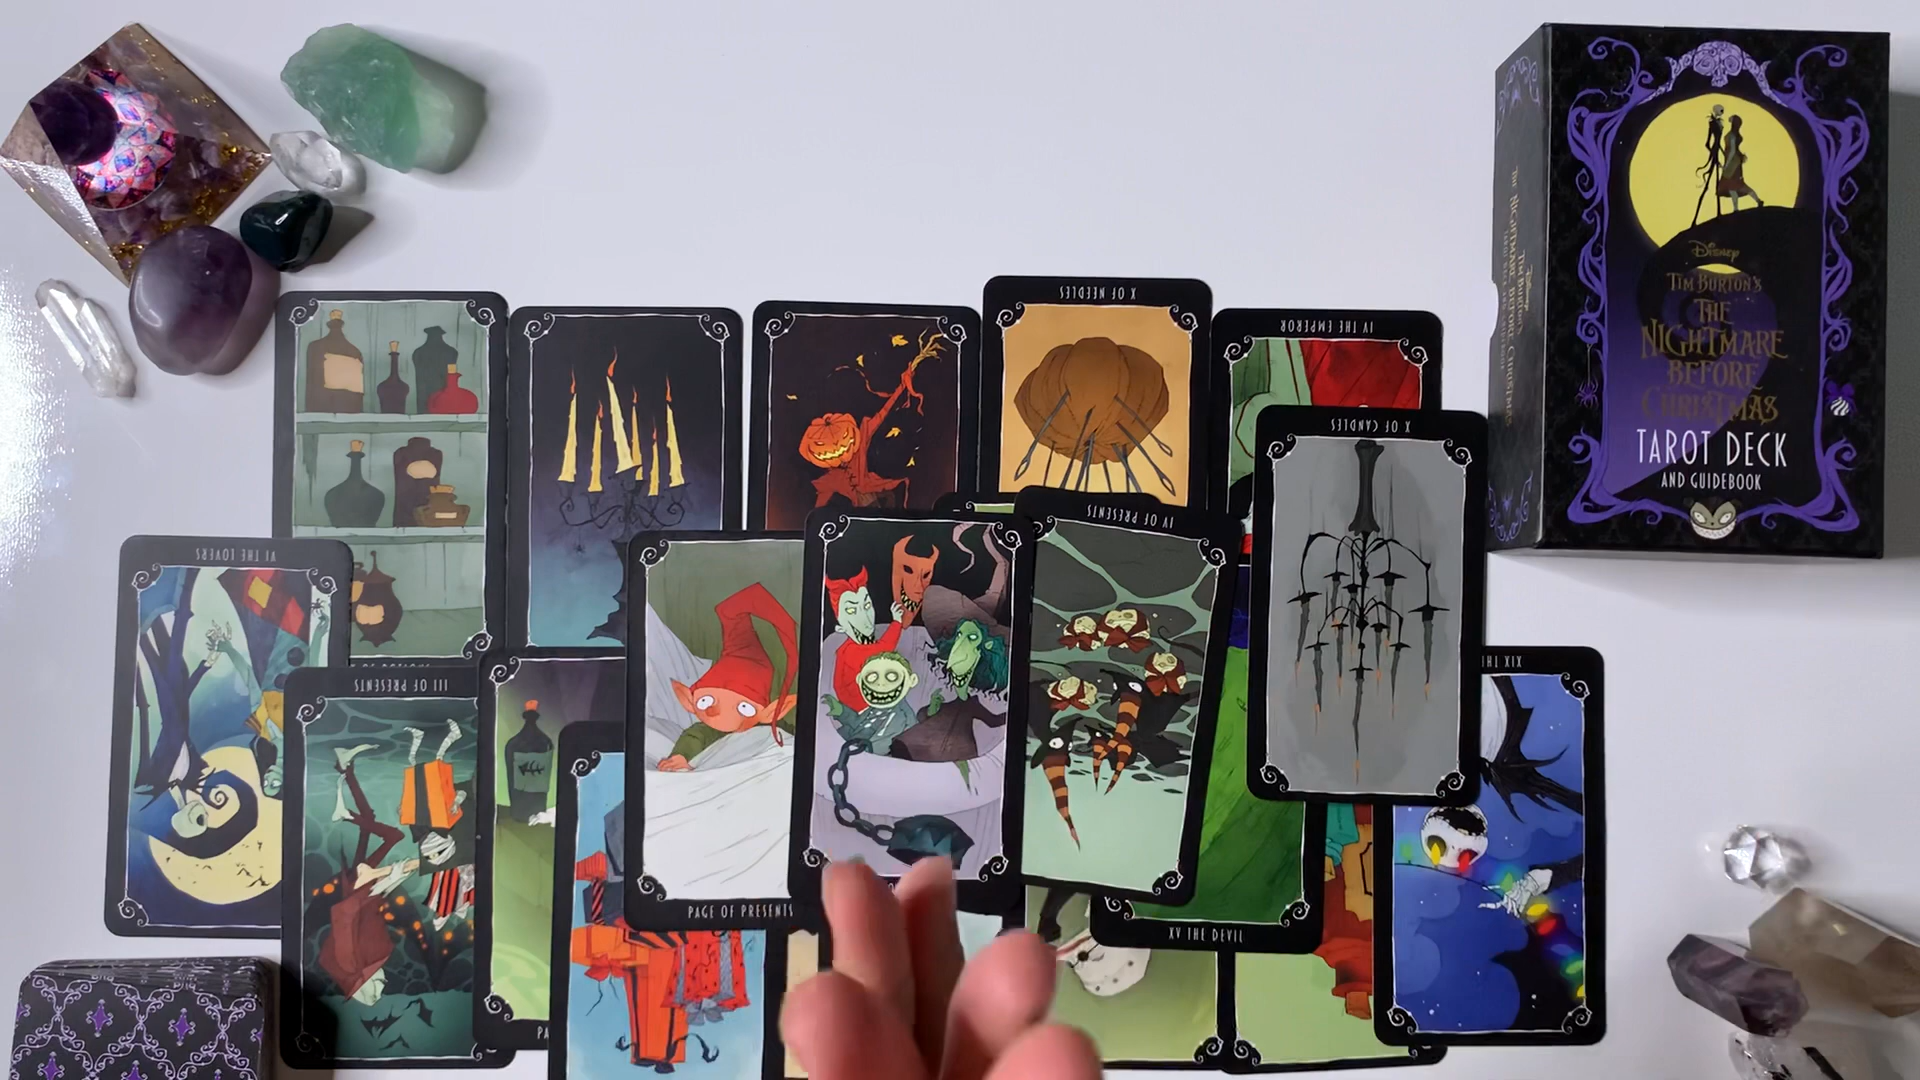 Disney
TIM BURTON'S
THE
NIGHTMARE
BEFORE
CHRISTMAS
TAROT DECK
AND GUIDEBOOK
X OF NEEDLES
IV THE EMPEROR
X OF CANDLES
IV OF PRESENTS
VI THE LOVERS
III OF PRESENTS
XIX
PAGE OF PRESENTS
XV THE DEVIL